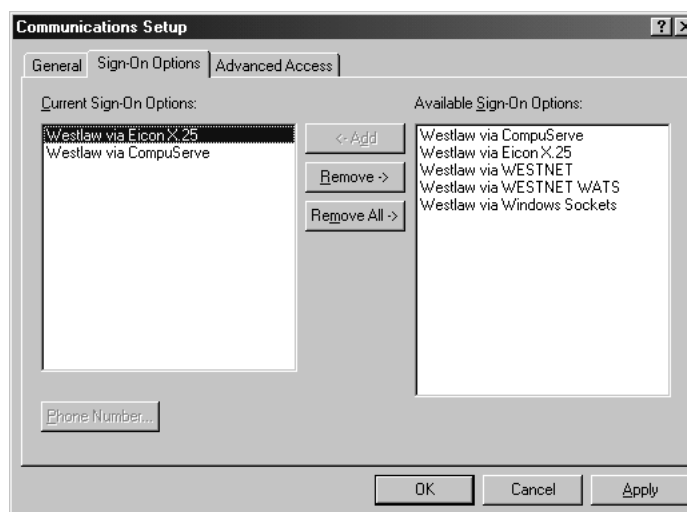 Communications Setup
General
Sign-On Options
Advanced Access
Current Sign-On Options:
Westlaw via Eicon X.25
Westlaw via CompuServe
<-Add
Remove ->
Remove All ->
Available Sign-On Options:
Westlaw via CompuServe
Westlaw via Eicon X.25
Westlaw via WESTNET
Westlaw via WESTNET WATS
Westlaw via Windows Sockets
Phone Number...
OK
Cancel
Apply